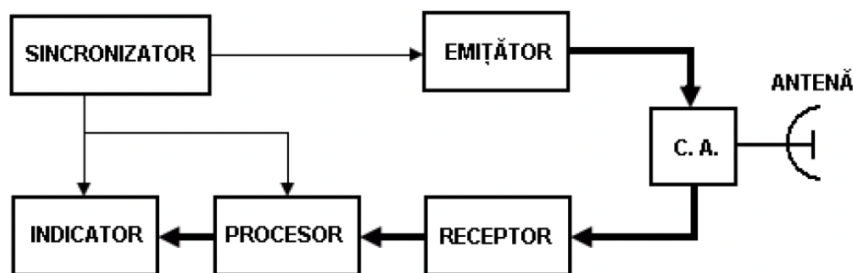 SINCRONIZATOR
EMIȚĂTOR
ANTENĂ
C. A.
INDICATOR
PROCESOR
RECEPTOR